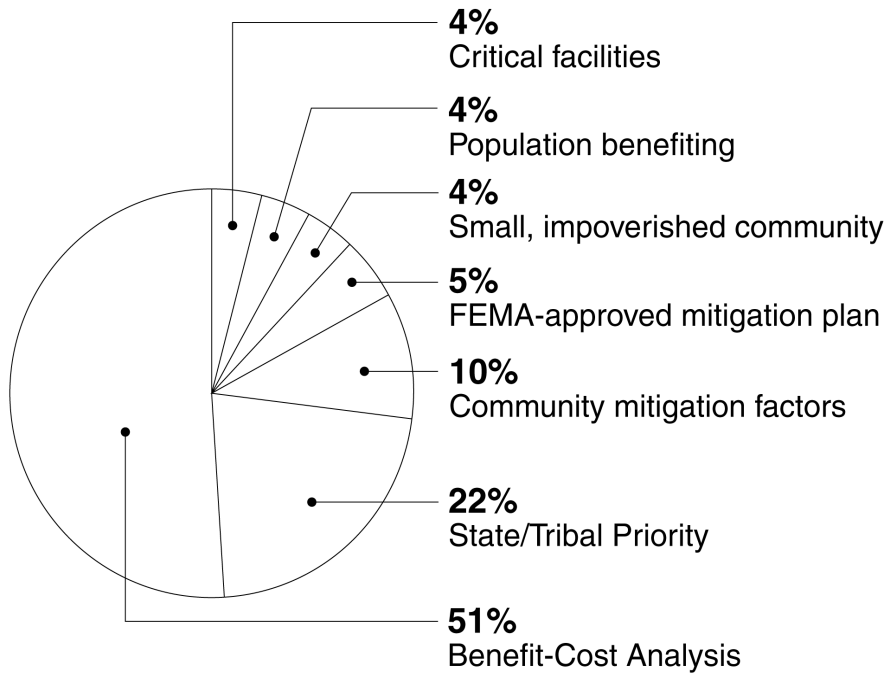 4%
Critical facilities
4%
Population benefiting
4%
Small, impoverished community
5%
FEMA-approved mitigation plan
10%
Community mitigation factors
22%
State/Tribal Priority
51%
Benefit-Cost Analysis